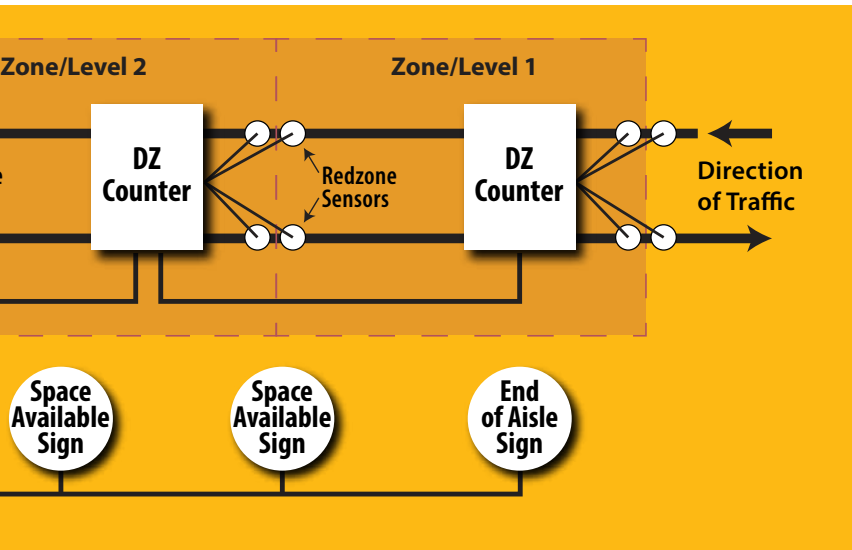 Zone/Level 2
Zone/Level 1
DZ
Counter
Redzone
Sensors
DZ
Counter
Direction
of Traffic
Space
Available
Sign
Space
Available
Sign
End
of Aisle
Sign